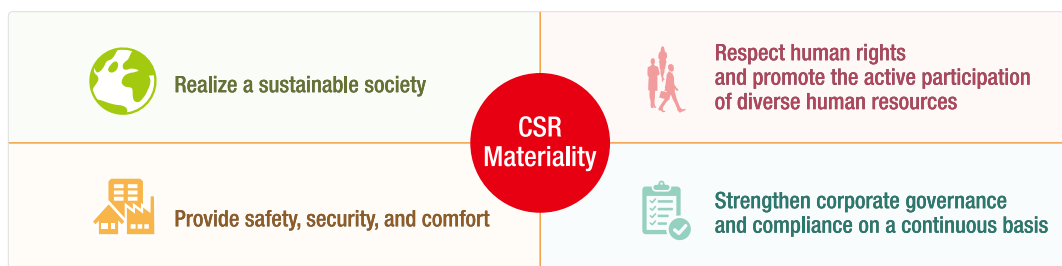 Realize a sustainable society
Respect human rights
and promote the active participation
of diverse human resources
CSR
Materiality
Provide safety, security, and comfort
Strengthen corporate governance
and compliance on a continuous basis